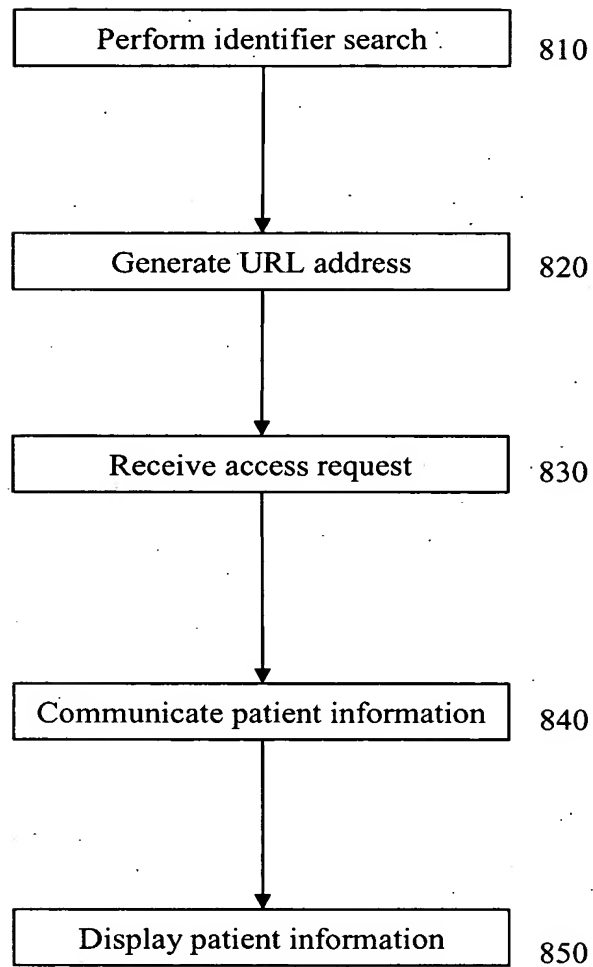 Perform identifier search 810
Generate URL address 820
Receive access request 830
Communicate patient information 840
Display patient information 850